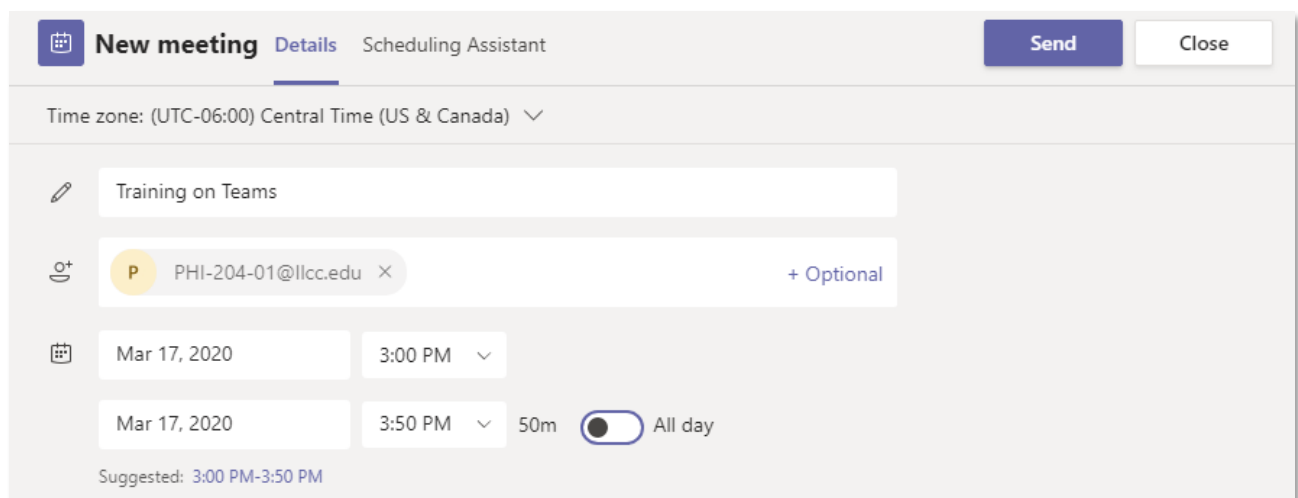 New meeting Details Scheduling Assistant Send Close
Time zone: (UTC-06:00) Central Time (US & Canada)
Training on Teams
P PHI-204-01@llcc.edu × + Optional
Mar 17, 2020 3:00 PM
Mar 17, 2020 3:50 PM 50m All day
Suggested: 3:00 PM-3:50 PM